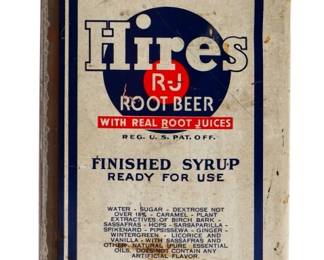 Hires
R-J
ROOT BEER
WITH REAL ROOT JUICES
REG. U.S. PAT. OFF.
FINISHED SYRUP
READY FOR USE
WATER - SUGAR - DEXTROSE NOT
OVER 18% - CARAMEL - PLANT
EXTRACTIVES OF BIRCH BARK -
SASSAFRAS - HOPS - SARSAPARILLA -
SPIKENARD - PIPSISSEWA - GINGER -
WINTERGREEN - LICORICE AND
VANILLA - WITH SASSAFRAS AND
OTHER NATURAL PURE ESSENTIAL
OILS. DOES NOT CONTAIN ANY
ARTIFICIAL FLAVOR.